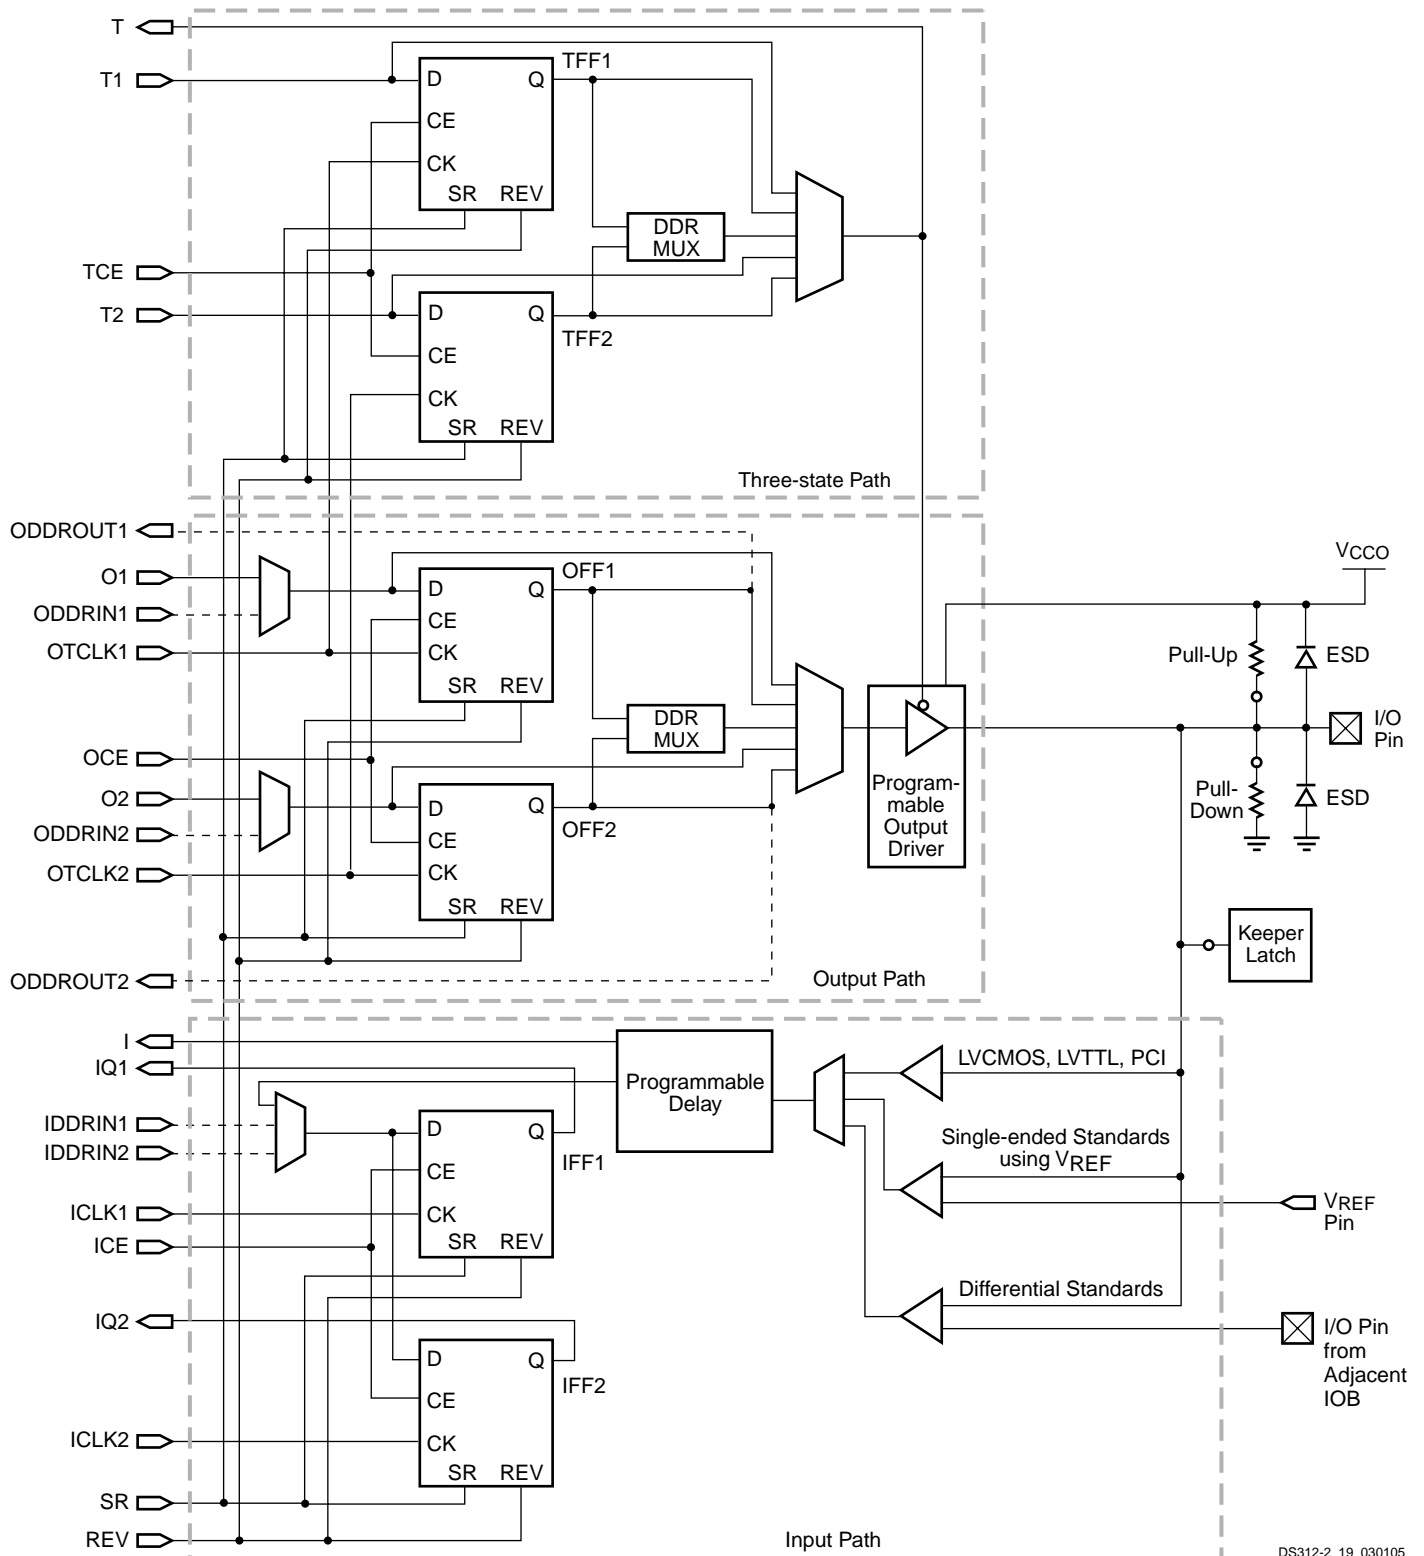 T
T1
D
Q
TFF1
CE
CK
SR
REV
DDR
MUX
TCE
T2
D
Q
TFF2
CE
CK
SR
REV
Three-state Path
ODDROUT1
O1
ODDRIN1
OTCLK1
D
Q
OFF1
CE
CK
SR
REV
DDR
MUX
OCE
O2
ODDRIN2
OTCLK2
D
Q
OFF2
CE
CK
SR
REV
Program-
mable
Output
Driver
ODDROUT2
Output Path
VCCO
Pull-Up
ESD
I/O
Pin
Pull-
Down
ESD
Keeper
Latch
I
IQ1
IDDRIN1
IDDRIN2
ICLK1
ICE
D
Q
IFF1
CE
CK
SR
REV
Programmable
Delay
LVCMOS, LVTTL, PCI
Single-ended Standards
using VREF
VREF
Pin
Differential Standards
I/O Pin
from
Adjacent
IOB
IQ2
D
Q
IFF2
CE
CK
SR
REV
ICLK2
SR
REV
Input Path
DS312-2_19_030105